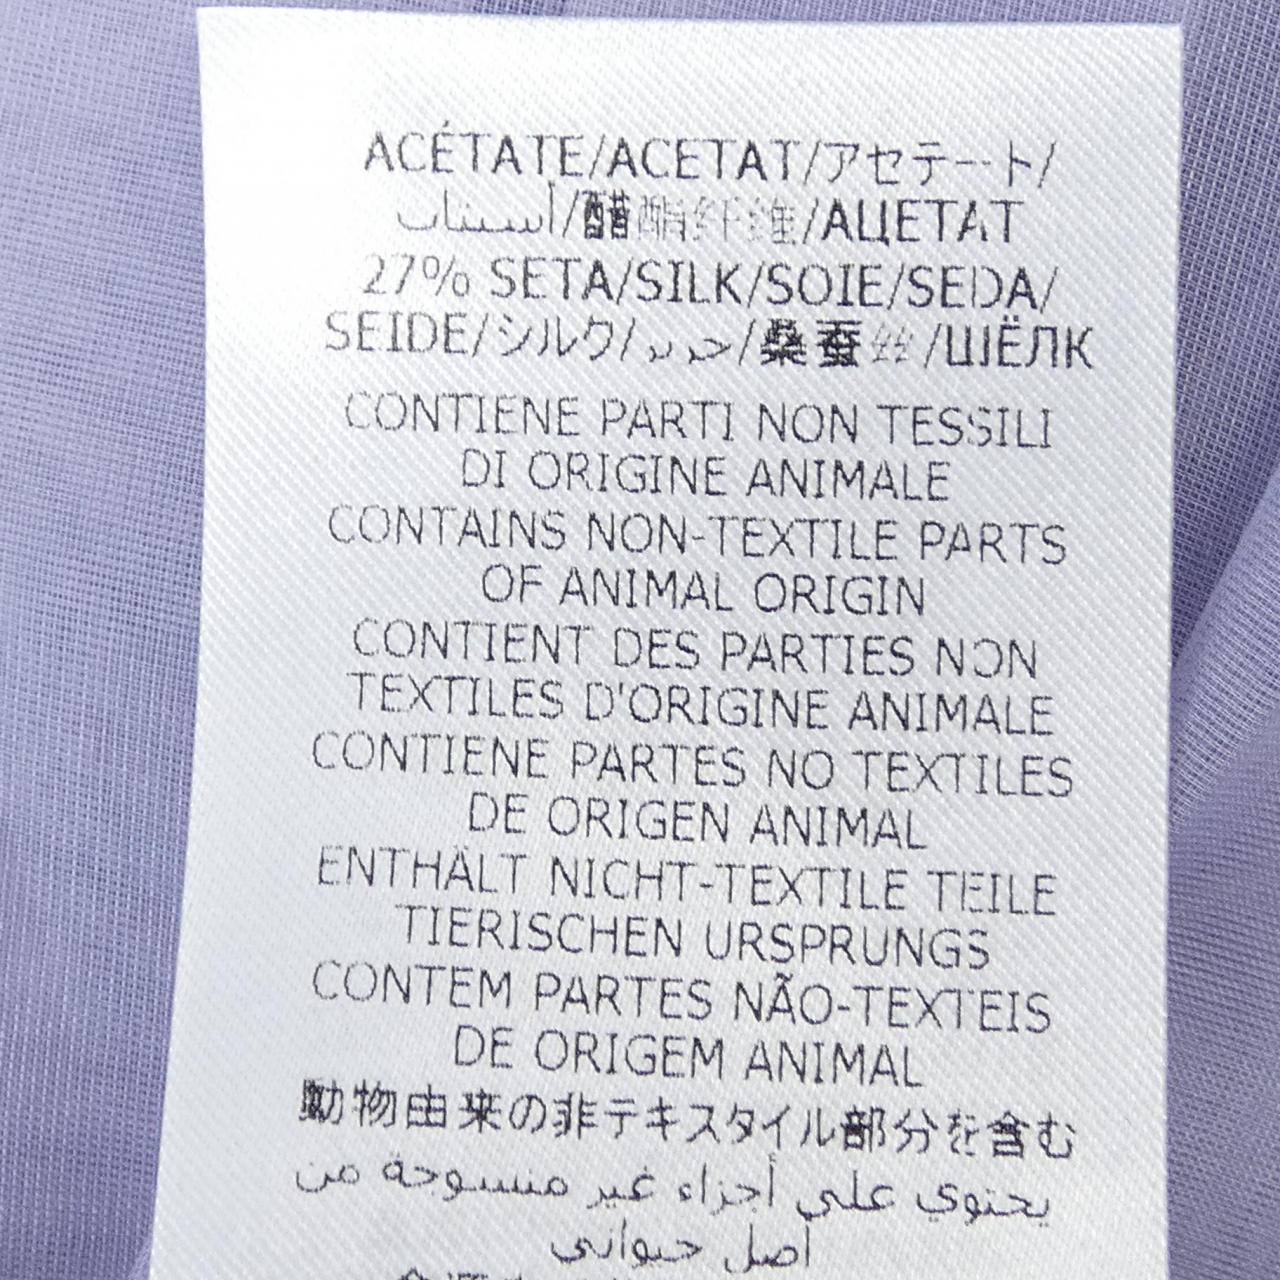 ACÉTATE/ACETAT/アセテート/
أسيتات/醋酯纤维/АЦЕТАТ
27% SETA/SILK/SOIE/SEDA/
SEIDE/シルク/حرير/桑蚕丝/ШЁЛК
CONTIENE PARTI NON TESSILI
DI ORIGINE ANIMALE
CONTAINS NON-TEXTILE PARTS
OF ANIMAL ORIGIN
CONTIENT DES PARTIES NON
TEXTILES D'ORIGINE ANIMALE
CONTIENE PARTES NO TEXTILES
DE ORIGEN ANIMAL
ENTHÄLT NICHT-TEXTILE TEILE
TIERISCHEN URSPRUNGS
CONTEM PARTES NÃO-TEXTEIS
DE ORIGEM ANIMAL
動物由来の非テキスタイル部分を含む
يحتوي على أجزاء غير منسوجة من
أصل حيواني